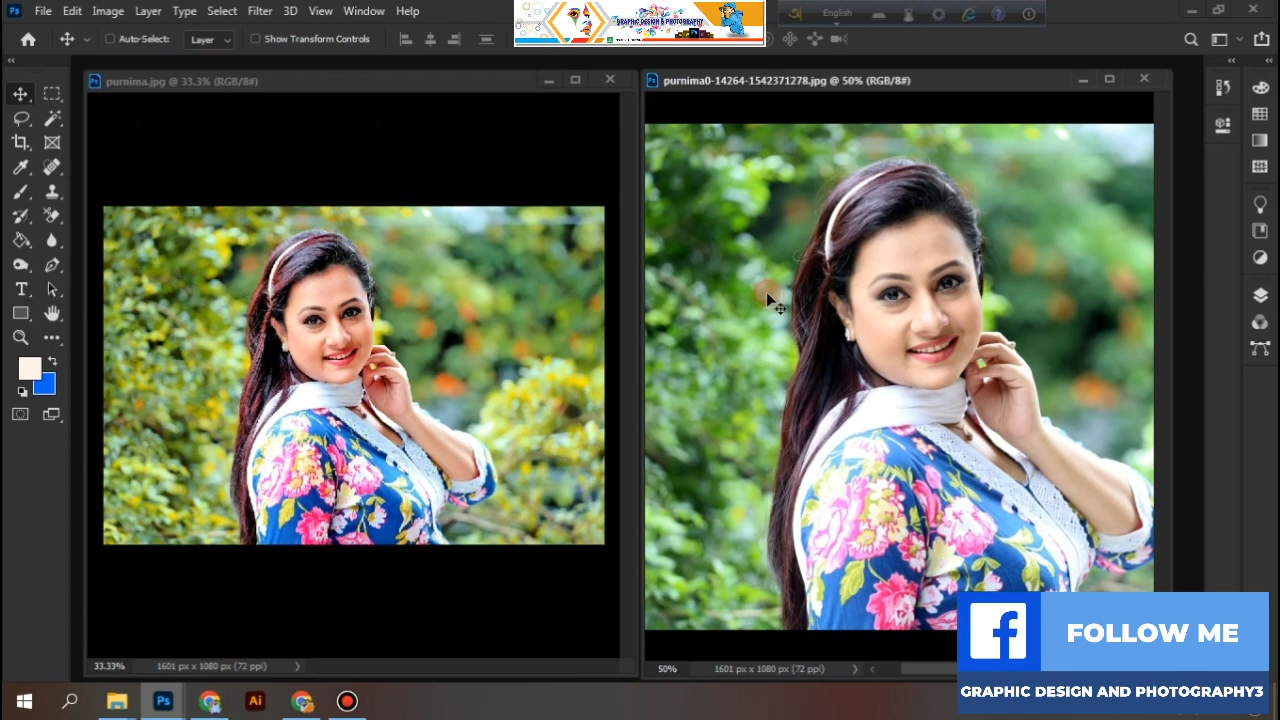 Ps File Edit Image Layer Type Select Filter 3D View Window Help
GRAPHIC DESIGN & PHOTOGRAPHY
English
Auto-Select: Layer Show Transform Controls
purnima.jpg @ 33.3% (RGB/8#)
purnima0-14264-1542371278.jpg @ 50% (RGB/8#)
33.33% 1601 px x 1080 px (72 ppi)
50% 1601 px x 1080 px (72 ppi)
FOLLOW ME
GRAPHIC DESIGN AND PHOTOGRAPHY3
Ps Ai